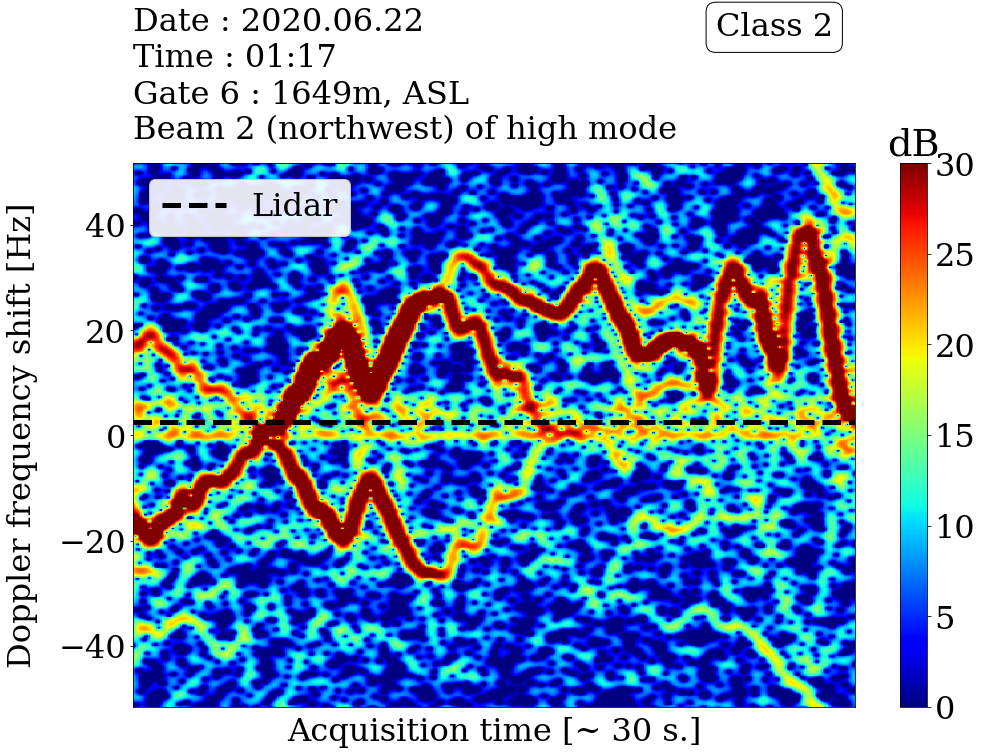 Date : 2020.06.22
Time : 01:17
Gate 6 : 1649m, ASL
Beam 2 (northwest) of high mode
Class 2
dB
Lidar
Doppler frequency shift [Hz]
40
20
0
−20
−40
30
25
20
15
10
5
0
Acquisition time [~ 30 s.]